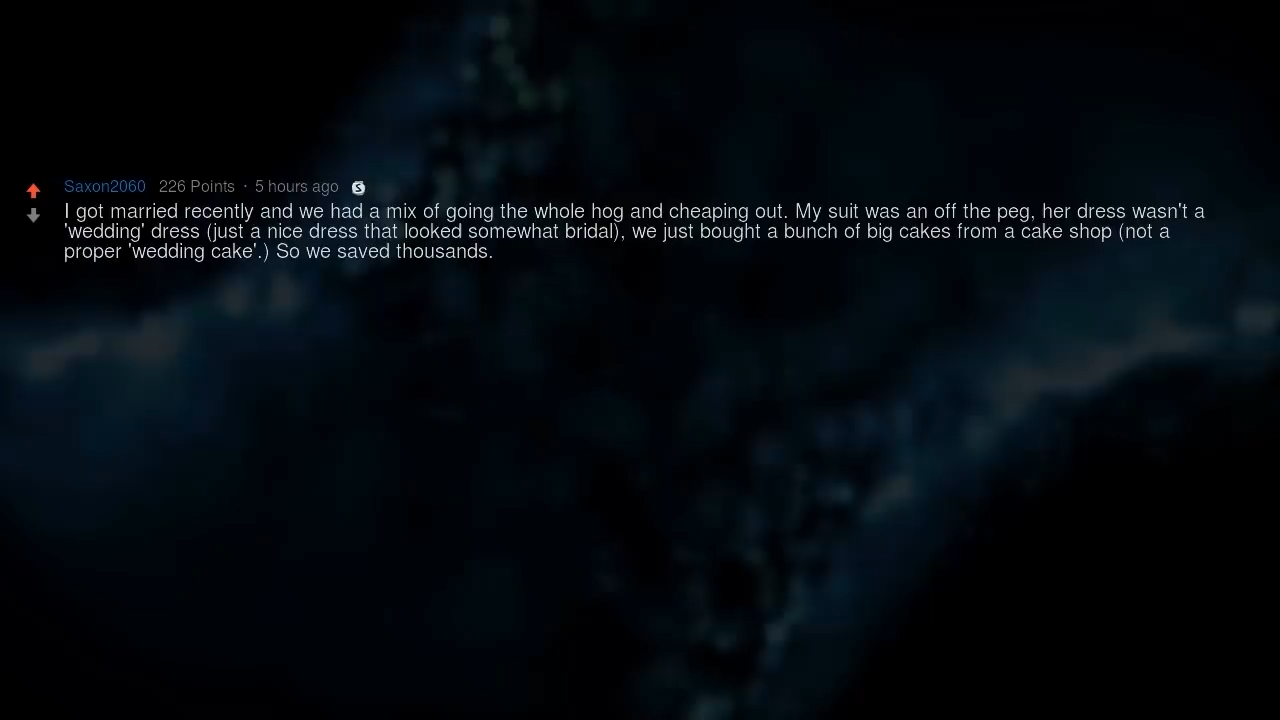 Saxon2060 226 Points · 5 hours ago
I got married recently and we had a mix of going the whole hog and cheaping out. My suit was an off the peg, her dress wasn't a
'wedding' dress (just a nice dress that looked somewhat bridal), we just bought a bunch of big cakes from a cake shop (not a
proper 'wedding cake'.) So we saved thousands.